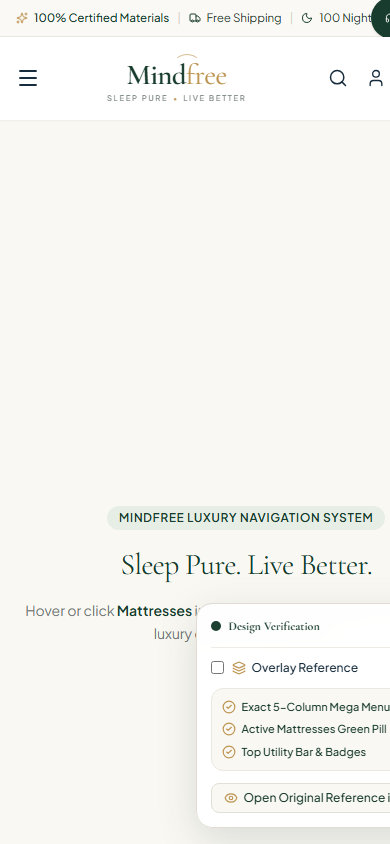 100% Certified Materials | Free Shipping | 100 Night
Mindfree
SLEEP PURE • LIVE BETTER
MINDFREE LUXURY NAVIGATION SYSTEM
Sleep Pure. Live Better.
Hover or click Mattresses
luxury
Design Verification
Overlay Reference
Exact 5-Column Mega Menu
Active Mattresses Green Pill
Top Utility Bar & Badges
Open Original Reference